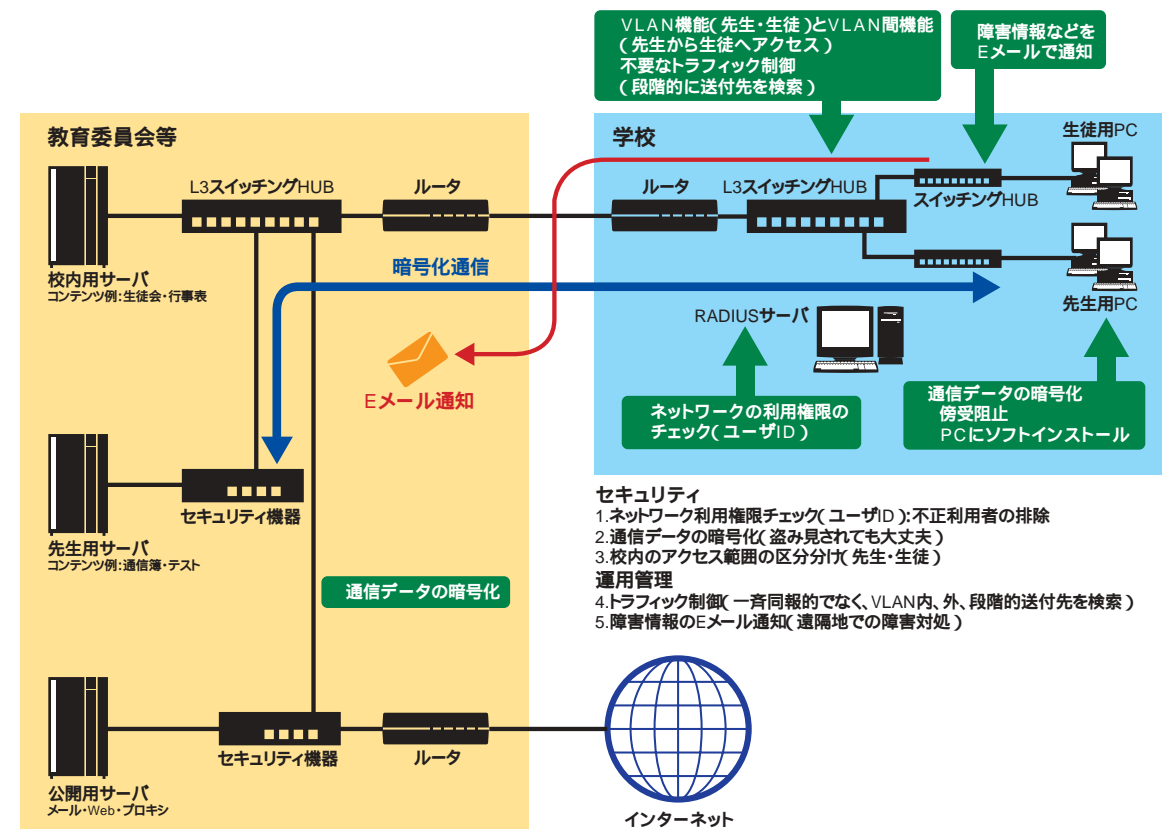 VLAN機能(先生・生徒)とVLAN間機能
(先生から生徒へアクセス)
不要なトラフィック制御
(段階的に送付先を検索)
障害情報などを
Eメールで通知
教育委員会等
学校
生徒用PC
L3スイッチングHUB
ルータ
ルータ
L3スイッチングHUB
スイッチングHUB
校内用サーバ
コンテンツ例:生徒会・行事表
暗号化通信
先生用PC
RADIUSサーバ
Eメール通知
ネットワークの利用権限の
チェック(ユーザID)
通信データの暗号化
傍受阻止
PCにソフトインストール
セキュリティ機器
先生用サーバ
コンテンツ例:通信簿・テスト
通信データの暗号化
セキュリティ
1.ネットワーク利用権限チェック(ユーザID):不正利用者の排除
2.通信データの暗号化(盗み見されても大丈夫)
3.校内のアクセス範囲の区分分け(先生・生徒)
運用管理
4.トラフィック制御(一斉同報的でなく、VLAN内、外、段階的送付先を検索)
5.障害情報のEメール通知(遠隔地での障害対処)
セキュリティ機器
ルータ
公開用サーバ
メール・Web・プロキシ
インターネット